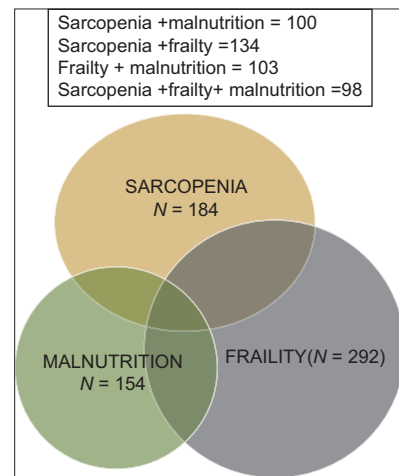 Sarcopenia +malnutrition = 100
Sarcopenia +frailty =134
Frailty + malnutrition = 103
Sarcopenia +frailty+ malnutrition =98
SARCOPENIA
N = 184
MALNUTRITION
N = 154
FRAILITY(N = 292)